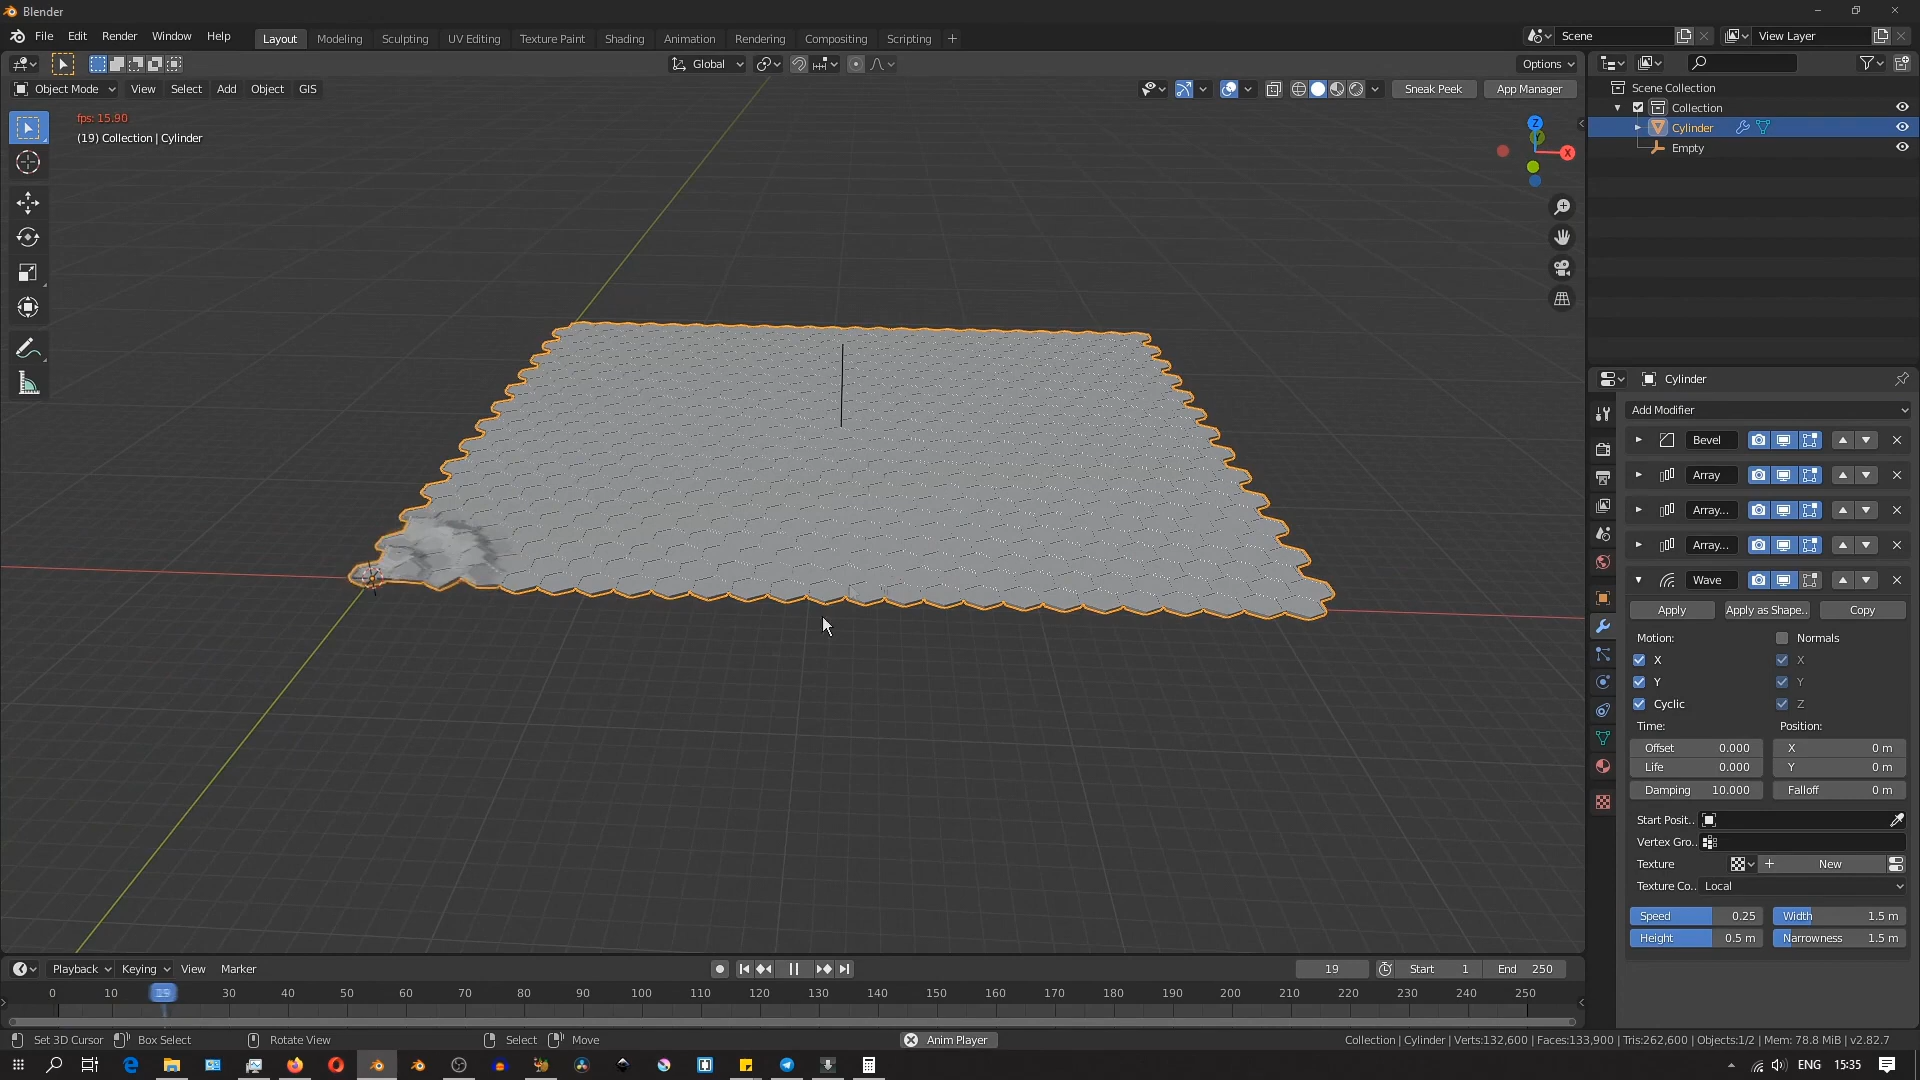 Blender
File Edit Render Window Help
Layout Modeling Sculpting UV Editing Texture Paint Shading Animation Rendering Compositing Scripting +
Scene
View Layer
Global
Options
Object Mode View Select Add Object GIS
Sneak Peek
App Manager
fps: 15.90
(19) Collection | Cylinder
Z
Y
X
Scene Collection
Collection
Cylinder
Empty
Cylinder
Add Modifier
Bevel
Array
Array...
Array...
Wave
Apply Apply as Shape.. Copy
Motion: Normals
X X
Y Y
Cyclic Z
Time: Position:
Offset 0.000 X 0 m
Life 0.000 Y 0 m
Damping 10.000 Falloff 0 m
Start Posit..
Vertex Gro..
Texture New
Texture Co.. Local
Speed 0.25 Width 1.5 m
Height 0.5 m Narrowness 1.5 m
Playback Keying View Marker
19 Start 1 End 250
0 10 19 30 40 50 60 70 80 90 100 110 120 130 140 150 160 170 180 190 200 210 220 230 240 250
Set 3D Cursor Box Select Rotate View Select Move Anim Player
Collection | Cylinder | Verts:132,600 | Faces:133,900 | Tris:262,600 | Objects:1/2 | Mem: 78.8 MiB | v2.82.7
ENG 15:35